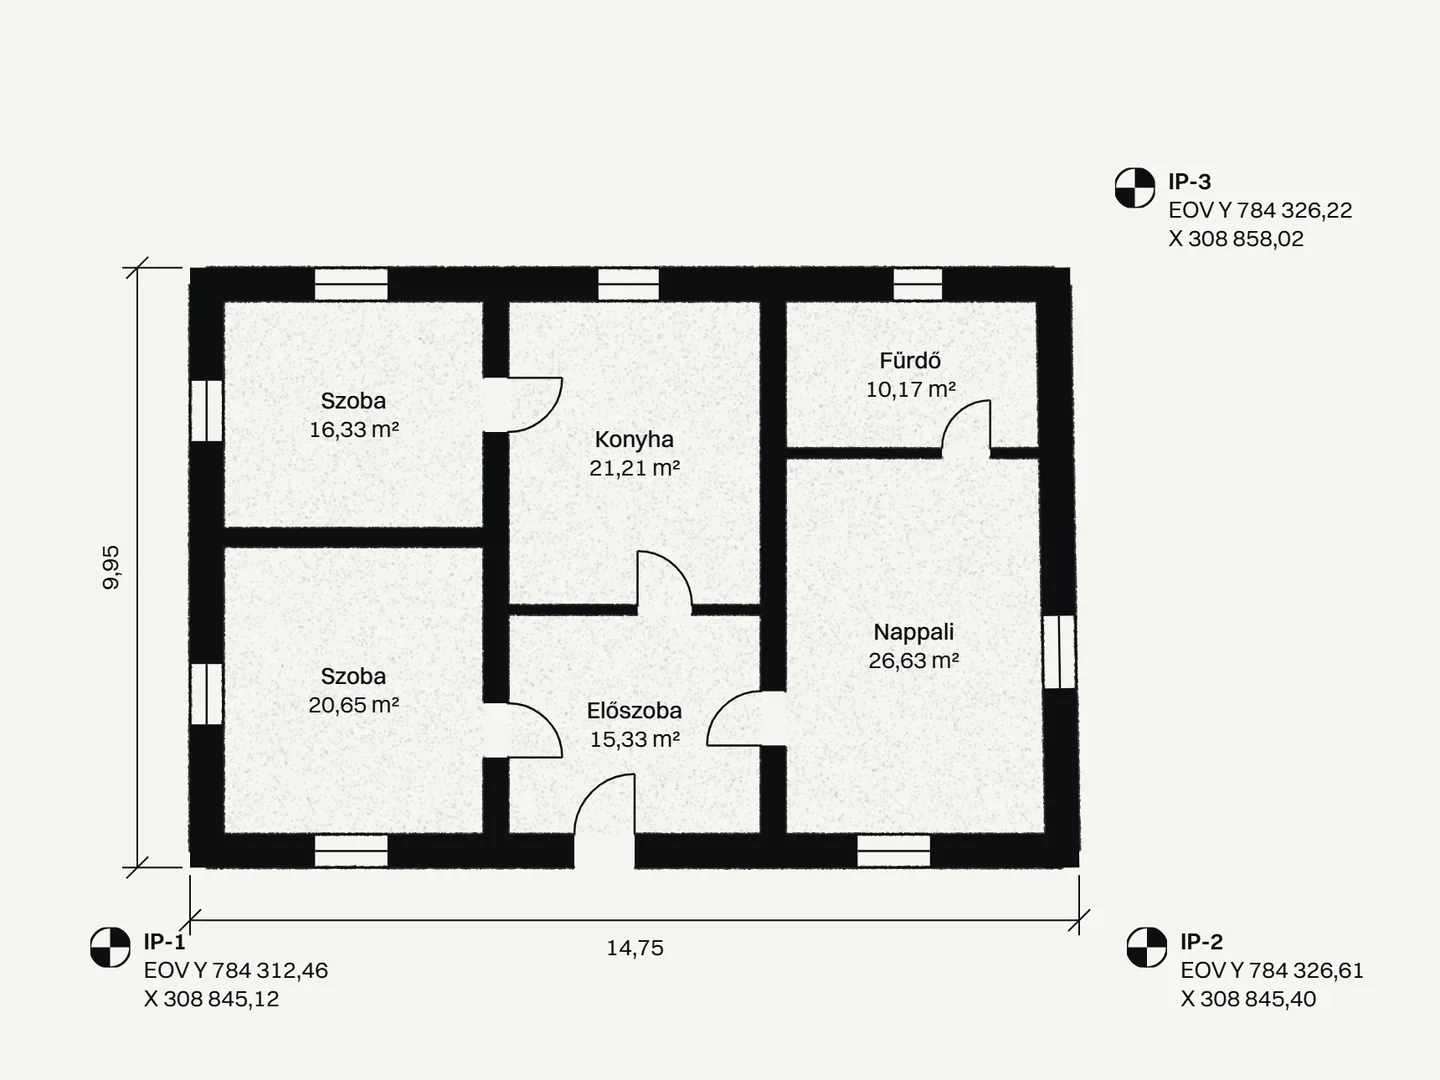 IP-3
EOV Y 784 326,22
X 308 858,02
Szoba
16,33 m²
Konyha
21,21 m²
Fürdő
10,17 m²
9,95
Szoba
20,65 m²
Előszoba
15,33 m²
Nappali
26,63 m²
14,75
IP-1
EOV Y 784 312,46
X 308 845,12
IP-2
EOV Y 784 326,61
X 308 845,40